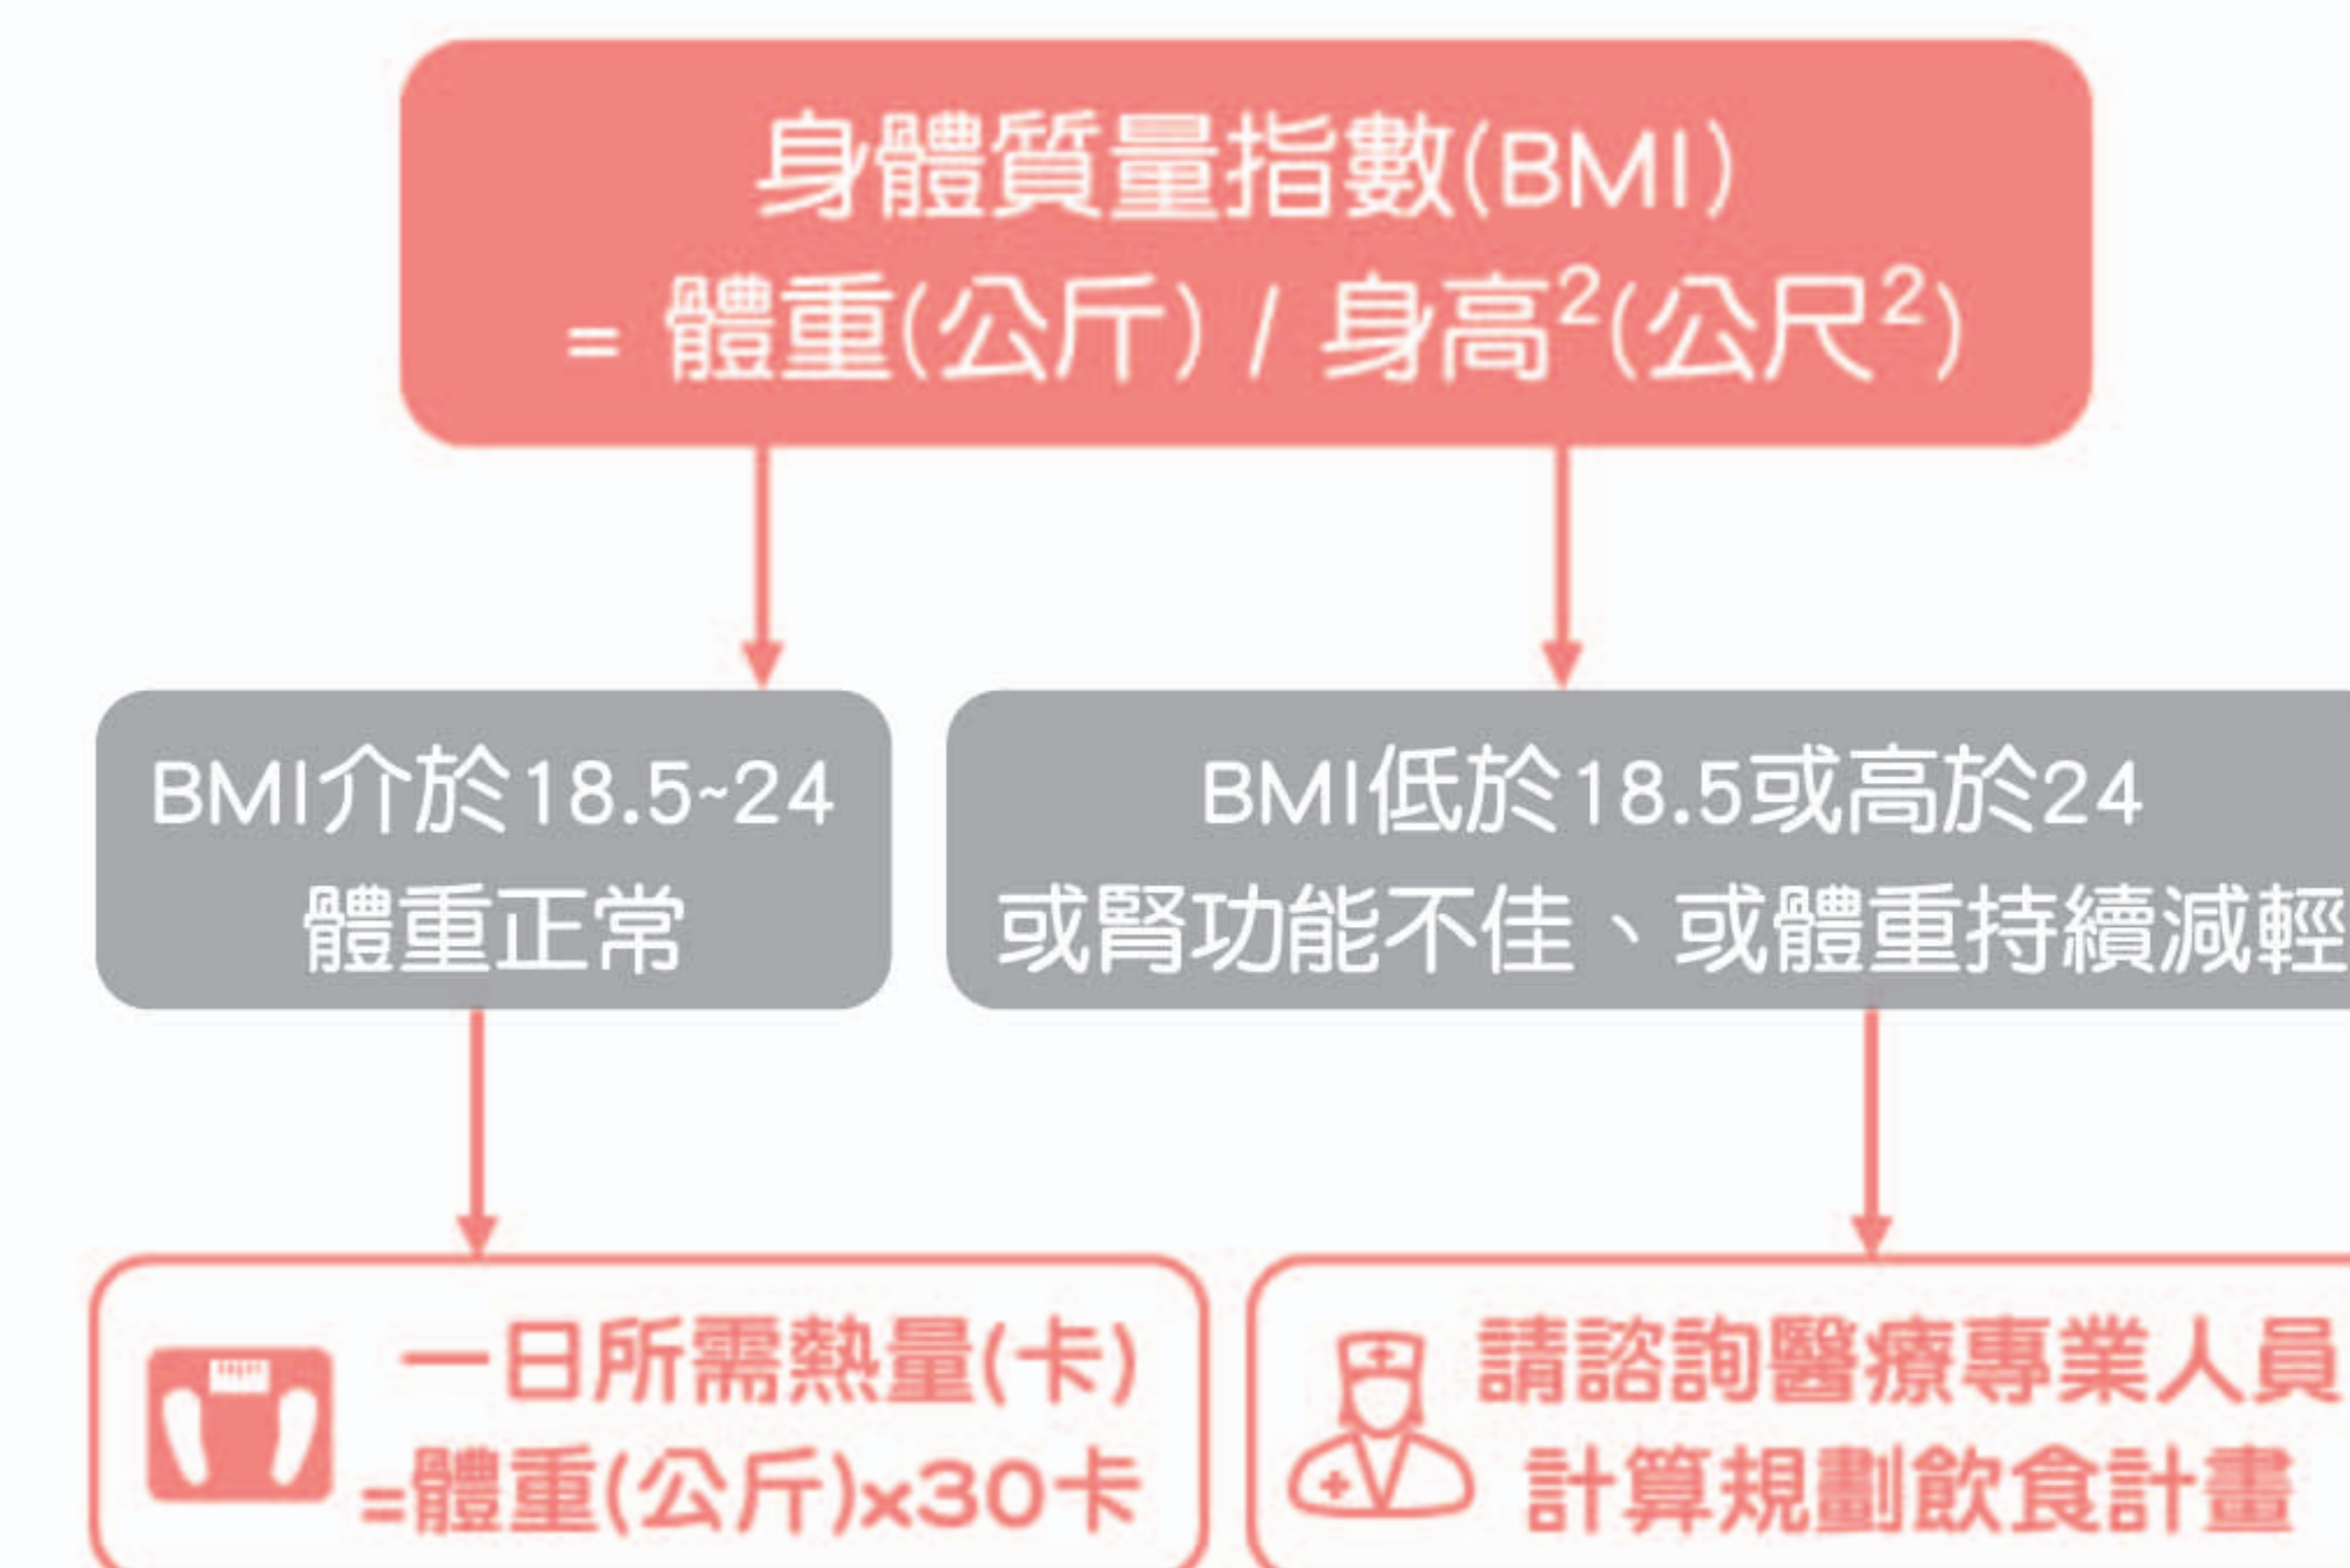 身體質量指數(BMI)
= 體重(公斤) / 身高²(公尺²)
BMI介於18.5~24
體重正常
BMI低於18.5或高於24
或腎功能不佳、或體重持續減輕
一日所需熱量(卡)
=體重(公斤)x30卡
請諮詢醫療專業人員
計算規劃飲食計畫